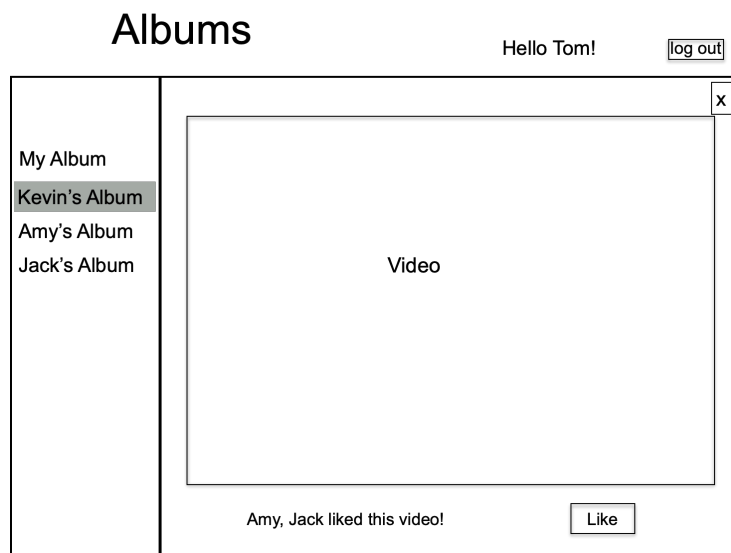 Albums
Hello Tom!
log out
x
My Album
Kevin’s Album
Amy’s Album
Jack’s Album
Video
Amy, Jack liked this video!
Like